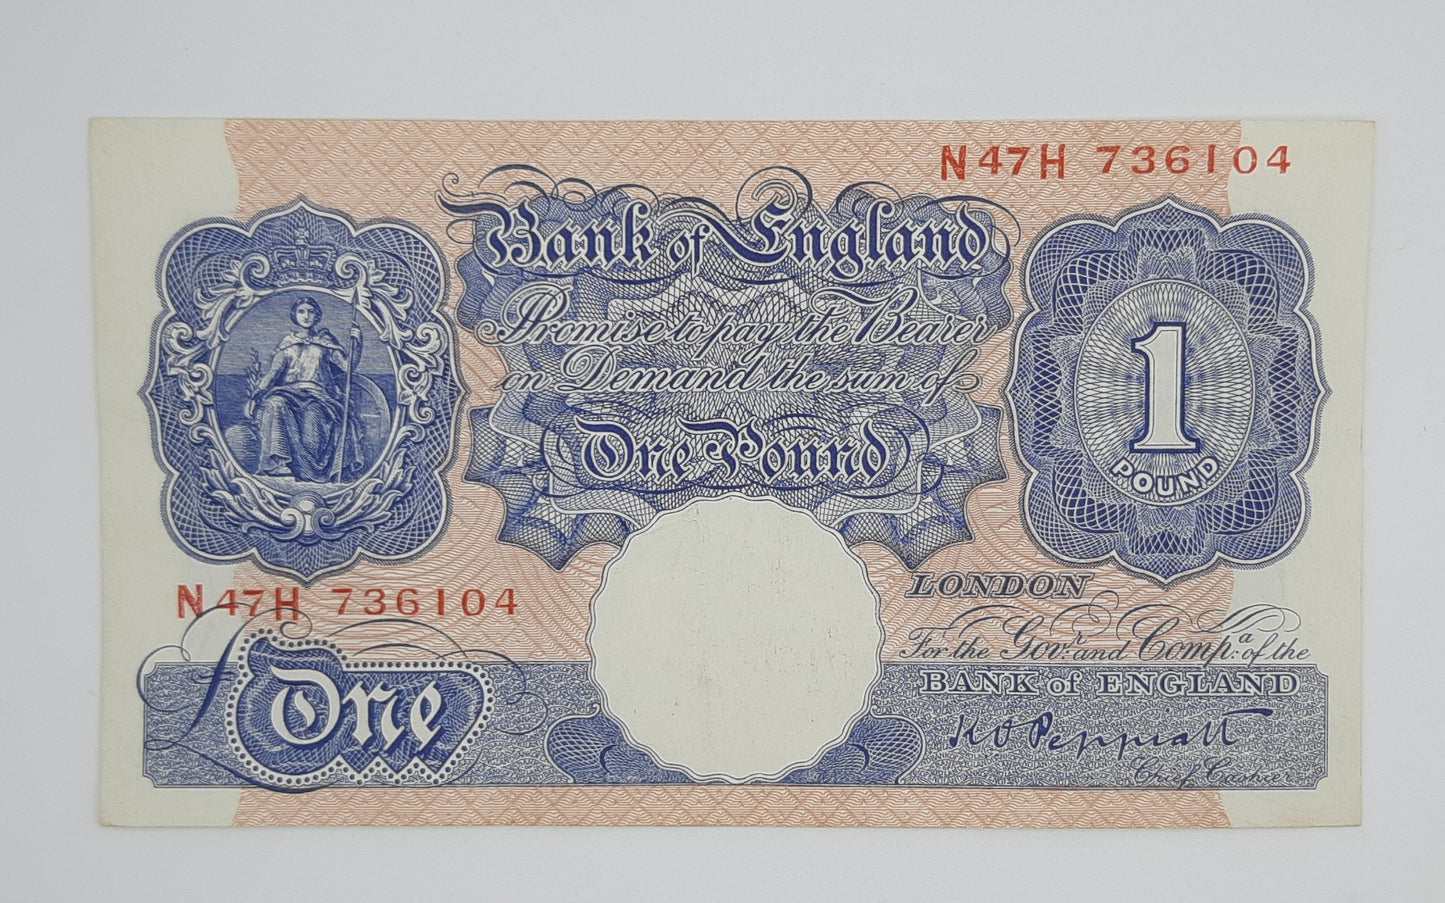 N47H 736104
Bank of England
Promise to pay the Bearer
on Demand the sum of
One Pound
1
POUND
LONDON
N47H 736104
For the Govr. and Compa. of the
BANK of ENGLAND
K O Peppiatt
Chief Cashier
One